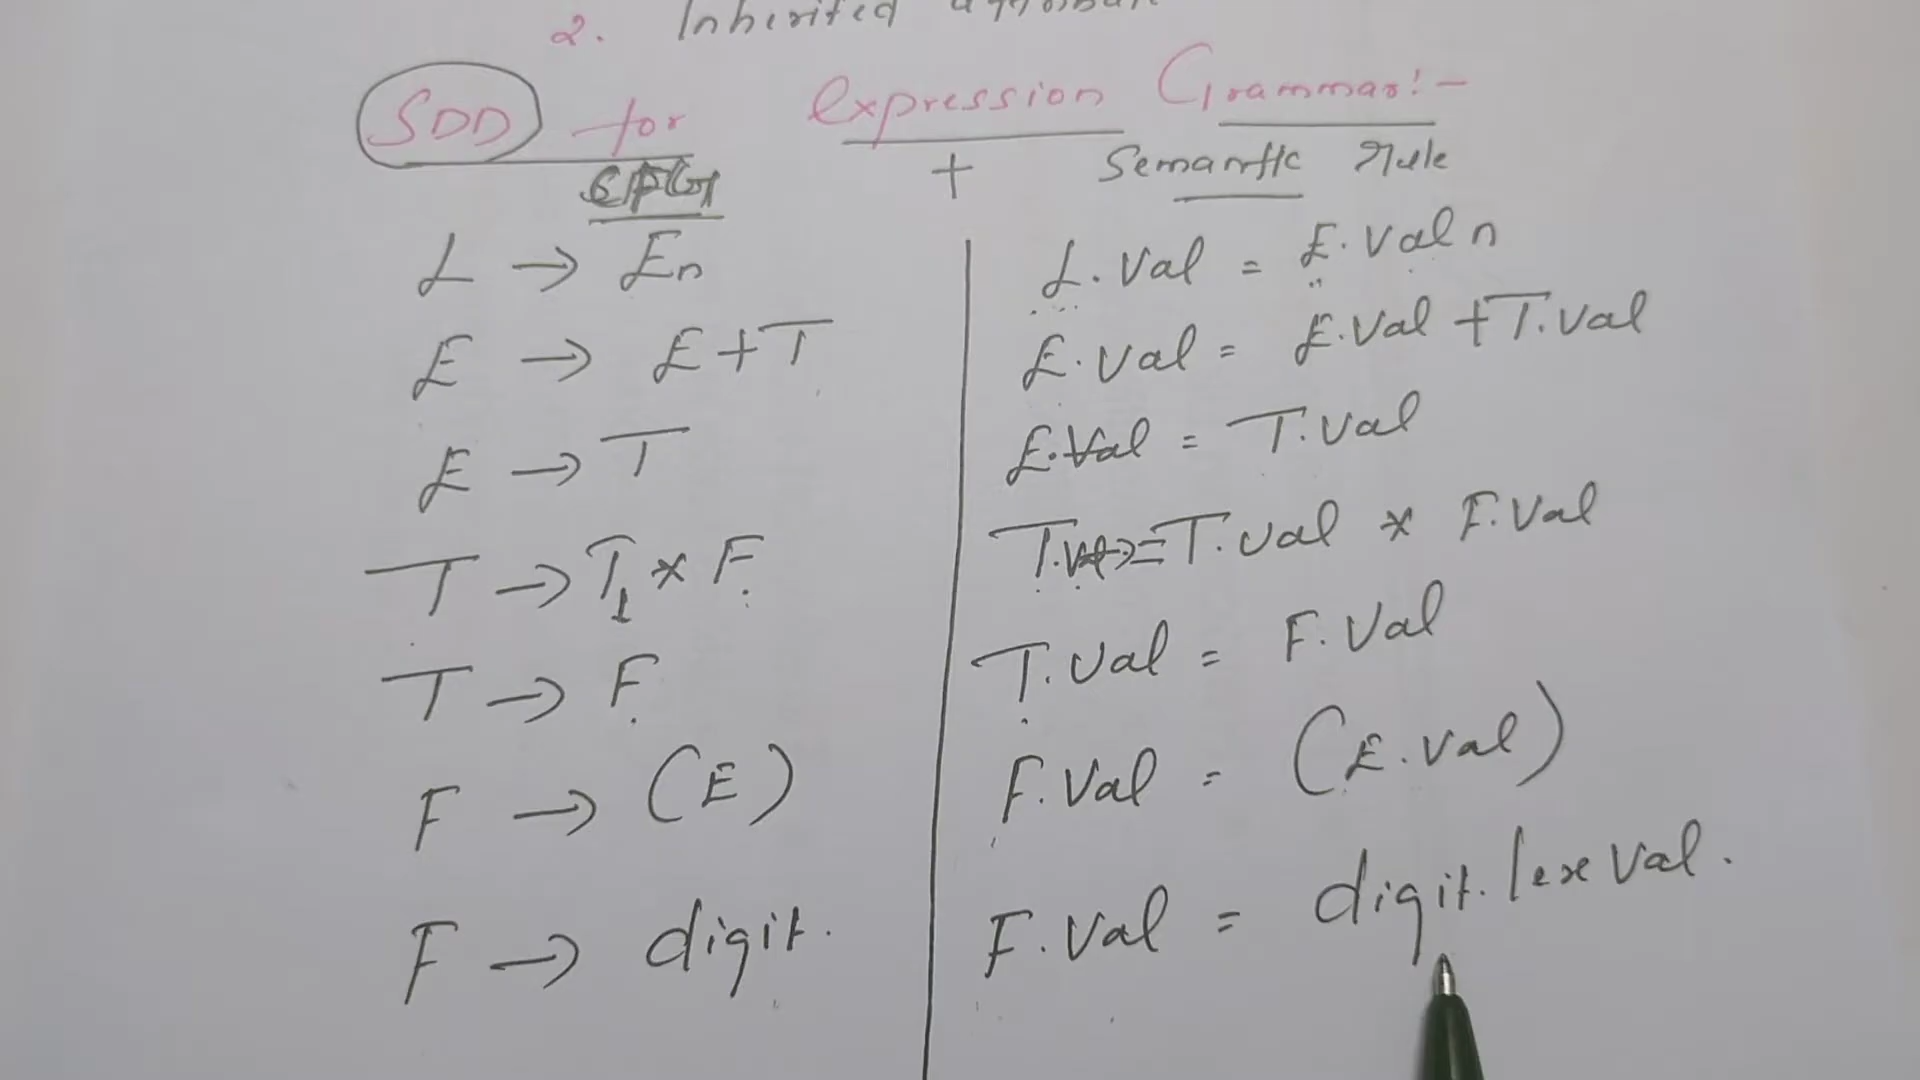 2. Inherited
SDD for expression Grammar:-
CFG + Semantic Rule
L → En L.Val = E.Val n
E → E+T E.Val = E.Val +T.Val
E → T E.Val = T.Val
T → T1 * F T.Val = T.Val * F.Val
T → F T.Val = F.Val
F → (E) F.Val = (E.Val)
F → digit. F.Val = digit.lexVal.